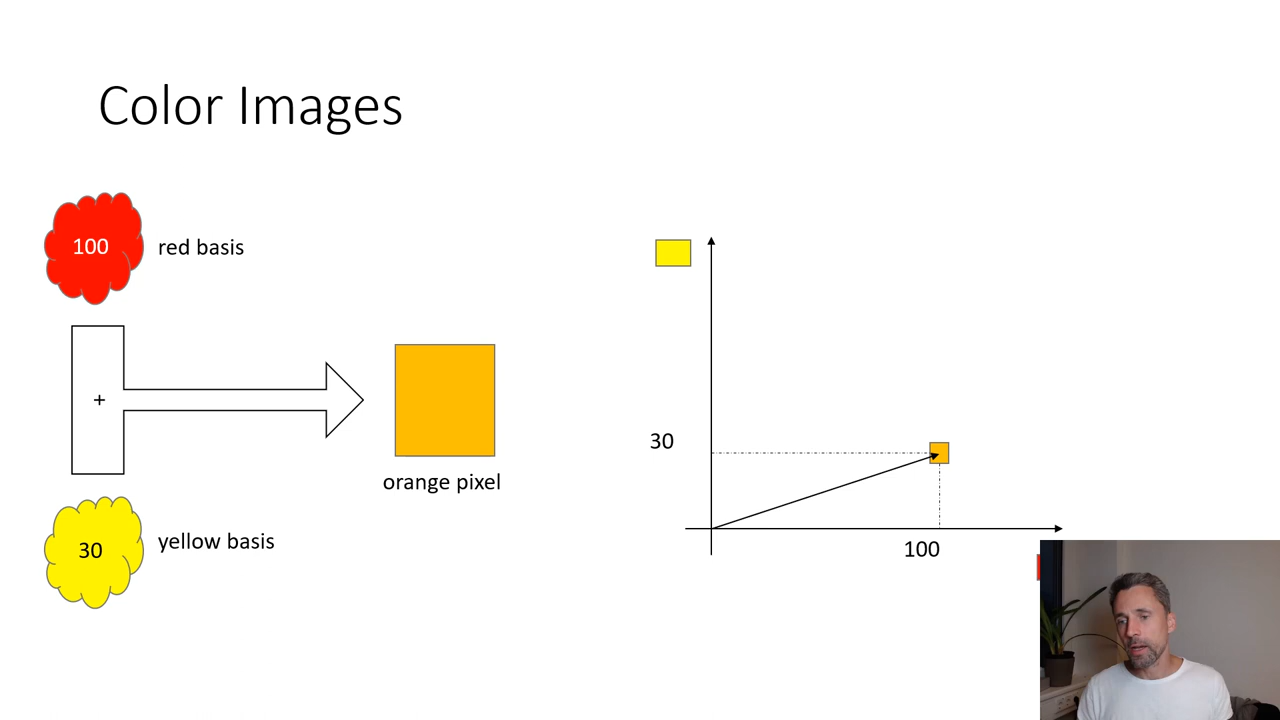 Color Images
100
red basis
+
orange pixel
30
yellow basis
30
100